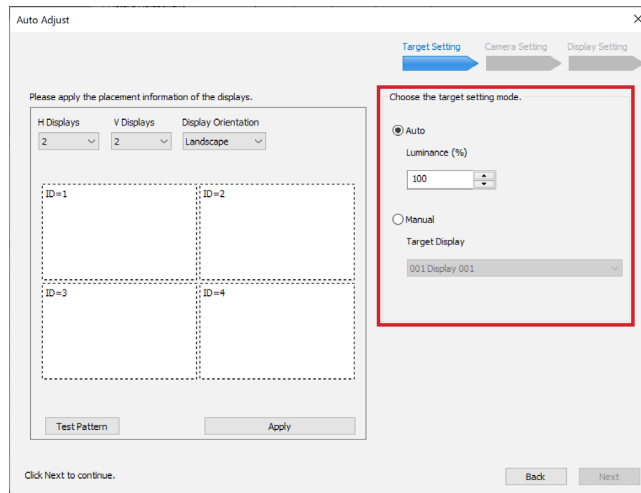 Auto Adjust
Target Setting Camera Setting Display Setting
Please apply the placement information of the displays.
H Displays V Displays Display Orientation
2 2 Landscape
ID=1 ID=2
ID=3 ID=4
Test Pattern Apply
Choose the target setting mode.
Auto
Luminance (%)
100
Manual
Target Display
001 Display 001
Click Next to continue.
Back Next